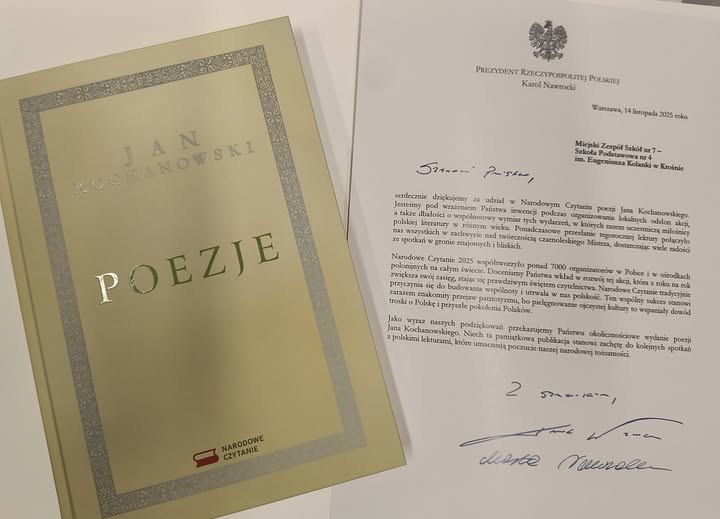 JAN
KOCHANOWSKI
POEZJE
NARODOWE
CZYTANIE
PREZYDENT RZECZYPOSPOLITEJ POLSKIEJ
Karol Nawrocki
Warszawa, 14 listopada 2025 roku
Miejski Zespół Szkół nr 7 –
Szkoła Podstawowa nr 4
im. Eugeniusza Kolanki w Krośnie
Szanowni Państwo,
serdecznie dziękujemy za udział w Narodowym Czytaniu poezji Jana Kochanowskiego.
Jesteśmy pod wrażeniem Państwa inwencji podczas organizowania lokalnych odsłon akcji,
a także dbałości o wspólnotowy wymiar tych wydarzeń, w których razem uczestniczą miłośnicy
polskiej literatury w różnym wieku. Ponadczasowe przesłanie tegorocznej lektury połączyło
nas wszystkich w zachwycie nad twórczością czarnoleskiego Mistrza, dostarczając wiele radości
ze spotkań w gronie znajomych i bliskich.
Narodowe Czytanie 2025 współtworzyło ponad 7000 organizatorów w Polsce i w ośrodkach
polonijnych na całym świecie. Doceniamy Państwa wkład w rozwój tej akcji, która z roku na rok
zwiększa swój zasięg, stając się prawdziwym świętem czytelnictwa. Narodowe Czytanie tradycyjnie
przyczynia się do budowania wspólnoty i utrwala w nas polskość. Ten wspólny sukces stanowi
zarazem znakomity przejaw patriotyzmu, bo pielęgnowanie ojczystej kultury to wspaniały dowód
troski o Polskę i przyszłe pokolenia Polaków.
Jako wyraz naszych podziękowań przekazujemy Państwu okolicznościowe wydanie poezji
Jana Kochanowskiego. Niech ta pamiątkowa publikacja stanowi zachętę do kolejnych spotkań
z polskimi lekturami, które umacniają poczucie naszej narodowej tożsamości.
Z szacunkiem,
Marta Nawrocka